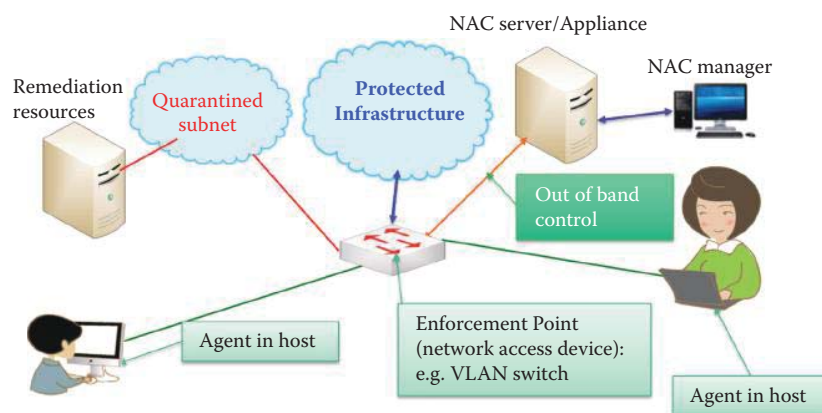 NAC server/Appliance
NAC manager
Remediation
resources
Quarantined
subnet
Protected
Infrastructure
Out of band
control
Agent in host
Enforcement Point
(network access device):
e.g. VLAN switch
Agent in host